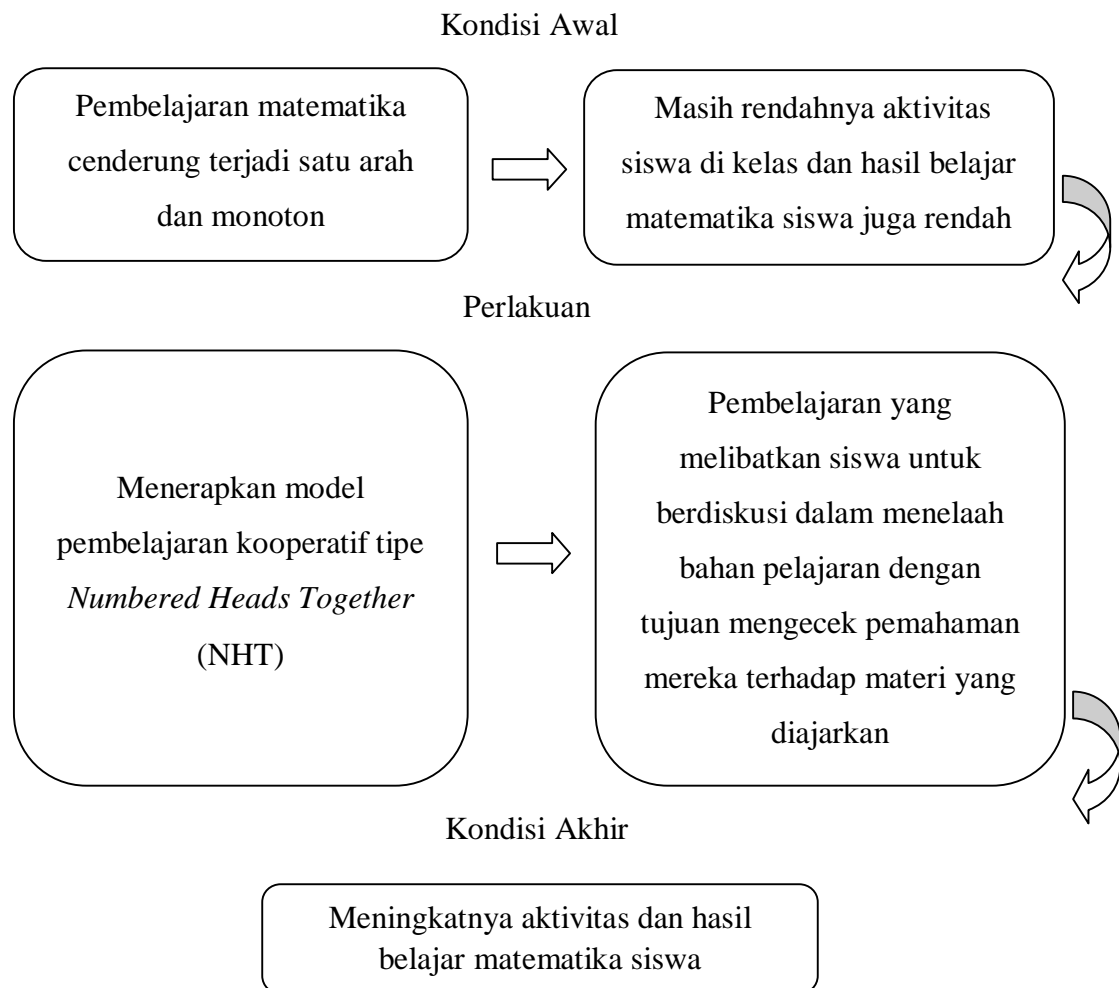 Kondisi Awal
Pembelajaran matematika
cenderung terjadi satu arah
dan monoton
Masih rendahnya aktivitas
siswa di kelas dan hasil belajar
matematika siswa juga rendah
Perlakuan
Menerapkan model
pembelajaran kooperatif tipe
Numbered Heads Together
(NHT)
Pembelajaran yang
melibatkan siswa untuk
berdiskusi dalam menelaah
bahan pelajaran dengan
tujuan mengecek pemahaman
mereka terhadap materi yang
diajarkan
Kondisi Akhir
Meningkatnya aktivitas dan hasil
belajar matematika siswa